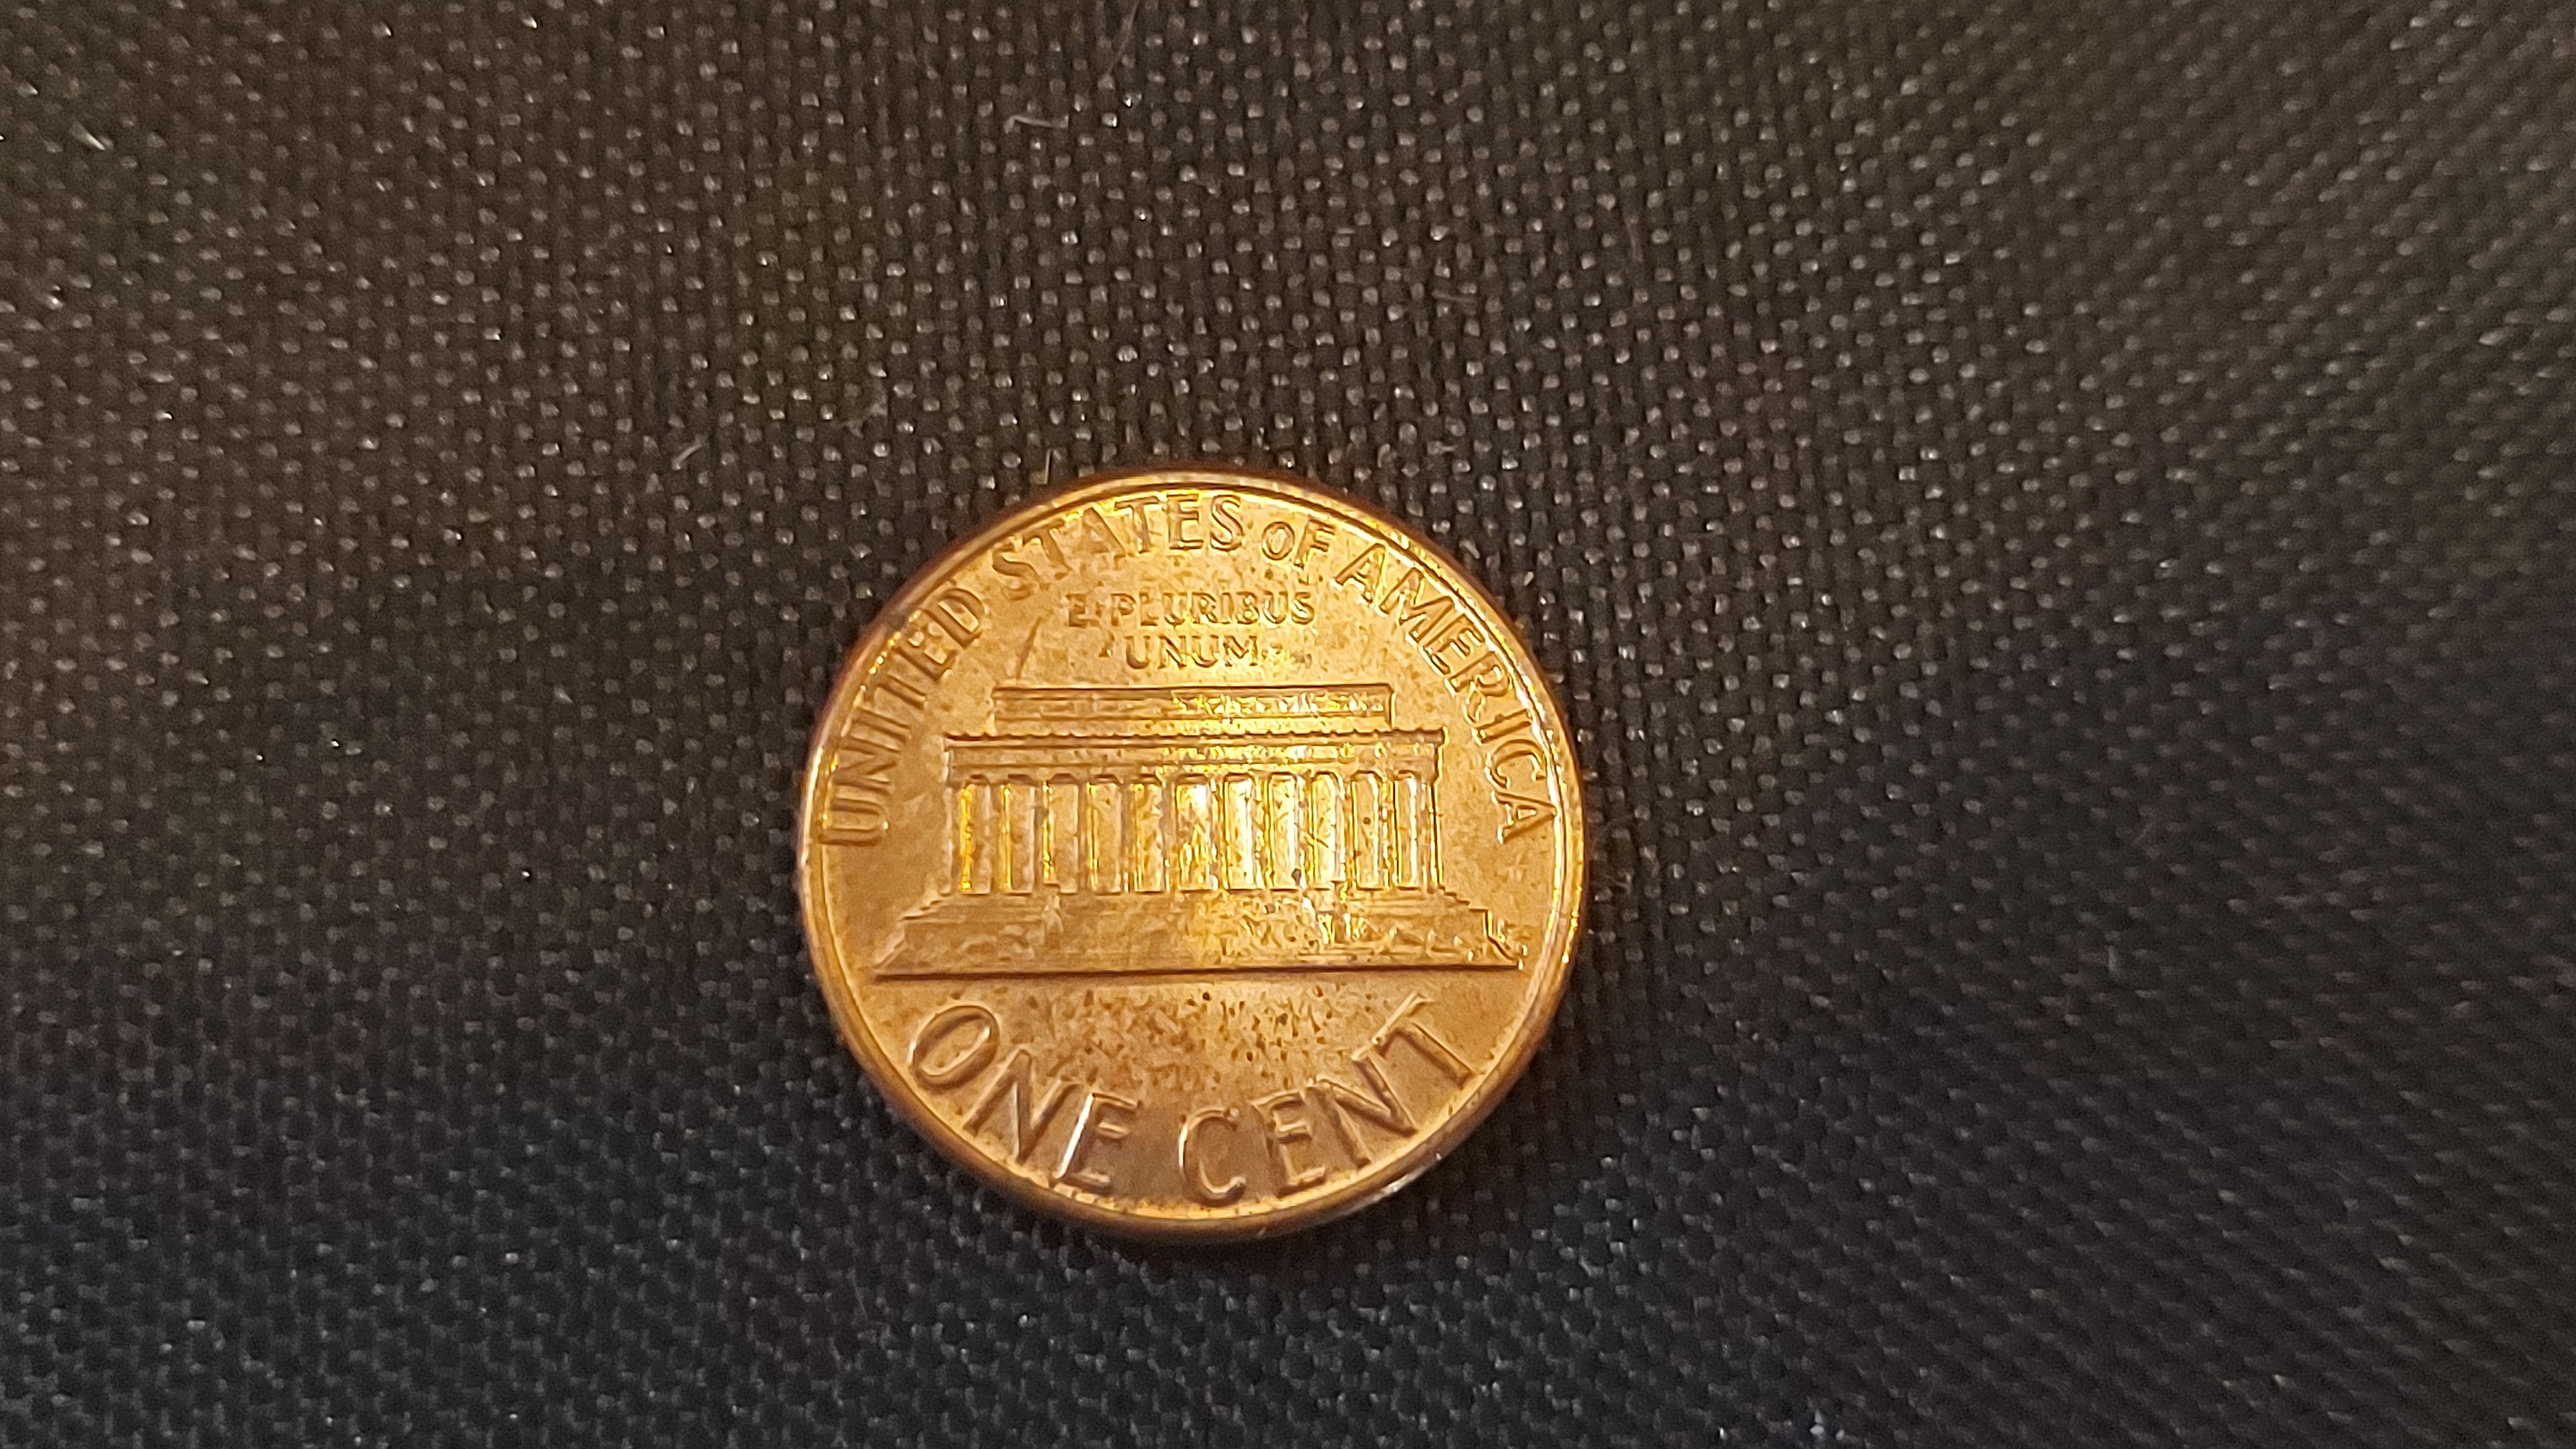 UNITED STATES OF AMERICA
E·PLURIBUS
·UNUM·
ONE CENT